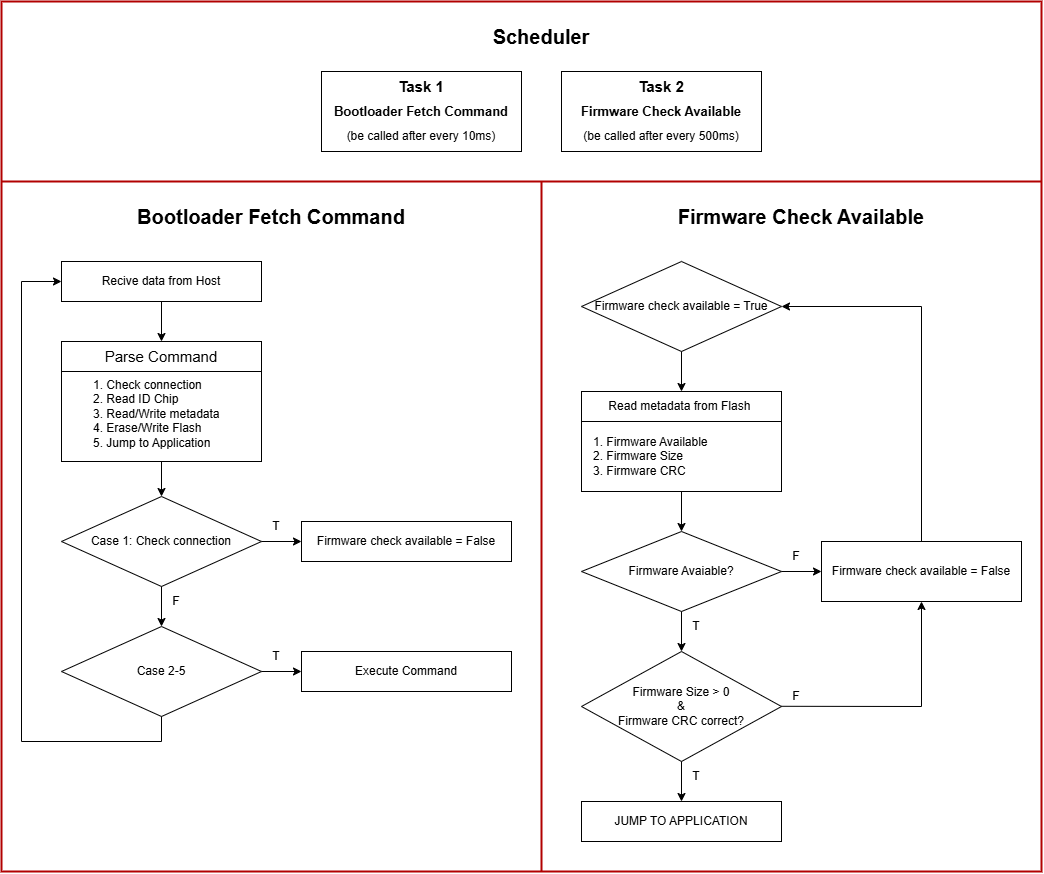 Scheduler
Task 1
Bootloader Fetch Command
(be called after every 10ms)
Task 2
Firmware Check Available
(be called after every 500ms)
Bootloader Fetch Command
Recive data from Host
Parse Command
1. Check connection
2. Read ID Chip
3. Read/Write metadata
4. Erase/Write Flash
5. Jump to Application
Case 1: Check connection
T
Firmware check available = False
F
Case 2-5
T
Execute Command
Firmware Check Available
Firmware check available = True
Read metadata from Flash
1. Firmware Available
2. Firmware Size
3. Firmware CRC
Firmware Avaiable?
F
Firmware check available = False
T
Firmware Size > 0
&
Firmware CRC correct?
F
T
JUMP TO APPLICATION